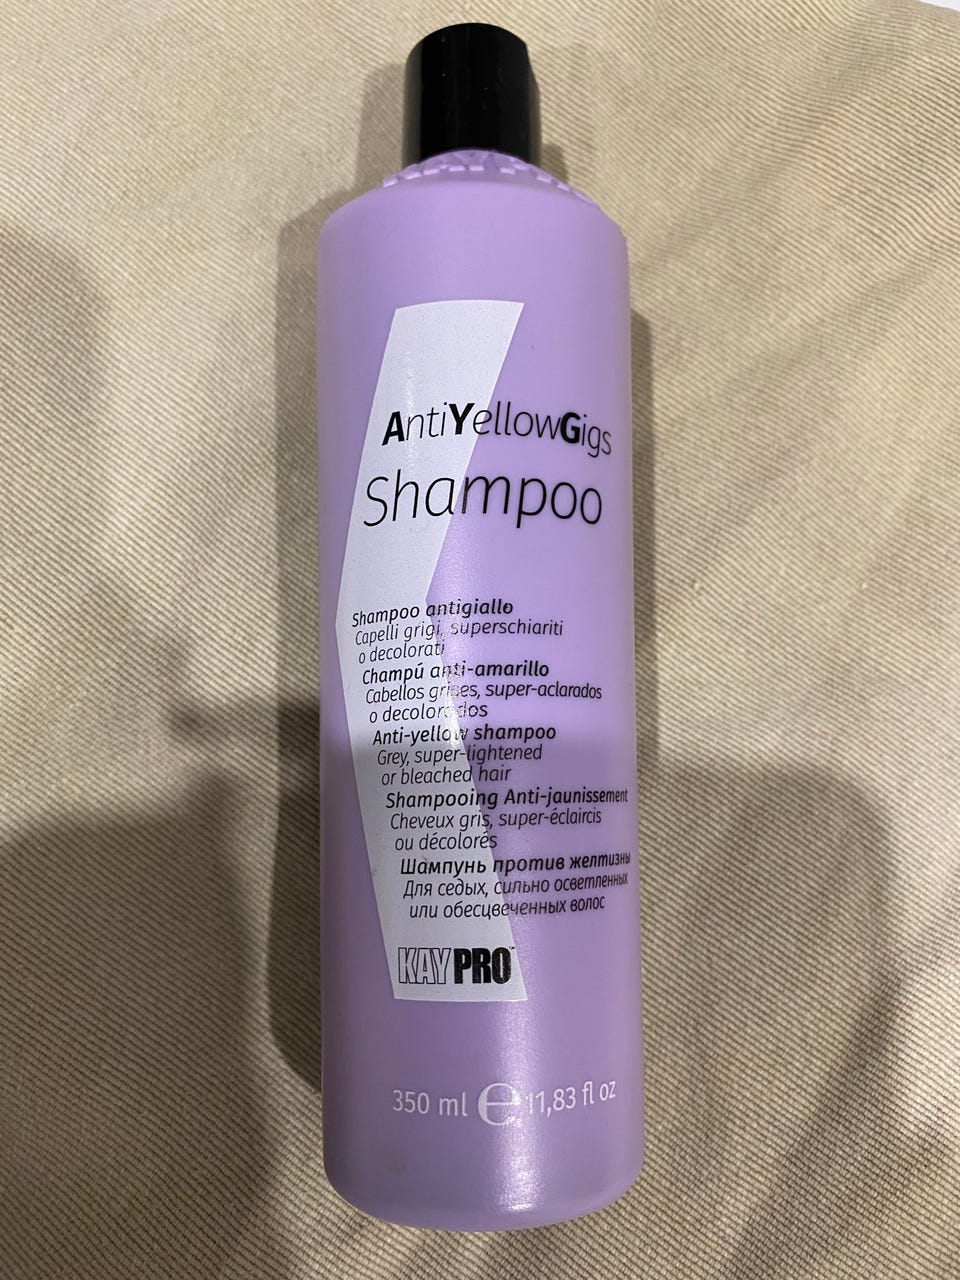 AntiYellowGigs
Shampoo
Shampoo antigiallo
Capelli grigi, superschiariti
o decolorati
Champú anti-amarillo
Cabellos grises, super-aclarados
o decolorados
Anti-yellow shampoo
Grey, super-lightened
or bleached hair
Shampooing Anti-jaunissement
Cheveux gris, super-éclaircis
ou décolorés
Шампунь против желтизны
Для седых, сильно осветленных
или обесцвеченных волос
KAYPRO™
350 ml ℮ 11,83 fl oz